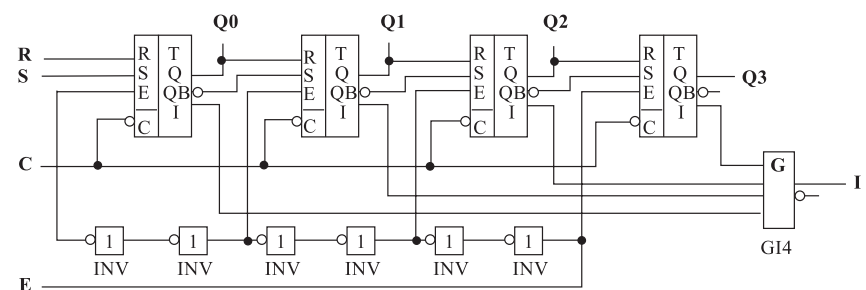 Q0 Q1 Q2
R R T R T R T R T
S S Q S Q S Q S Q Q3
E QB E QB E QB E QB
I I I I
C C C C
C G I
1 1 1 1 1 1
INV INV INV INV INV INV GI4
E